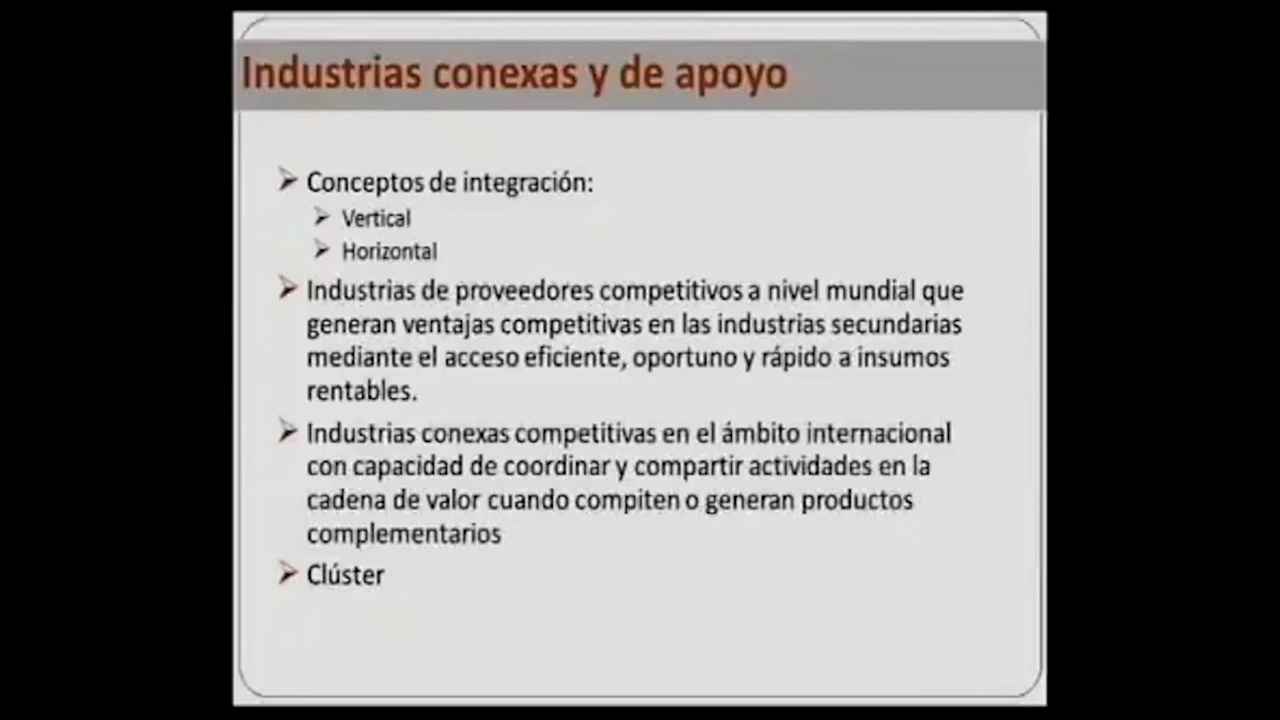 Industrias conexas y de apoyo
Conceptos de integración:
Vertical
Horizontal
Industrias de proveedores competitivos a nivel mundial que
generan ventajas competitivas en las industrias secundarias
mediante el acceso eficiente, oportuno y rápido a insumos
rentables.
Industrias conexas competitivas en el ámbito internacional
con capacidad de coordinar y compartir actividades en la
cadena de valor cuando compiten o generan productos
complementarios
Clúster